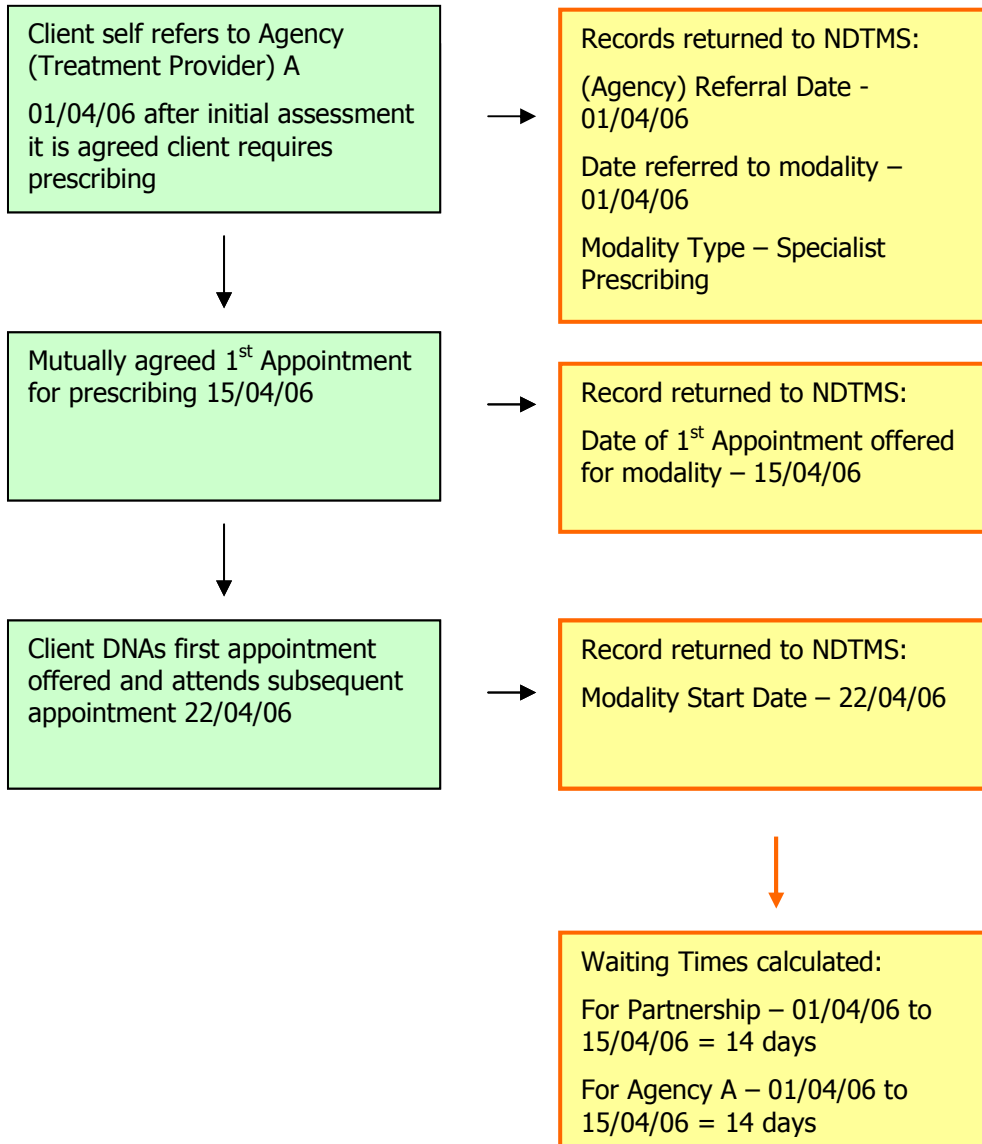 Client self refers to Agency
(Treatment Provider) A
01/04/06 after initial assessment
it is agreed client requires
prescribing
Records returned to NDTMS:
(Agency) Referral Date -
01/04/06
Date referred to modality –
01/04/06
Modality Type – Specialist
Prescribing
Mutually agreed 1st Appointment
for prescribing 15/04/06
Record returned to NDTMS:
Date of 1st Appointment offered
for modality – 15/04/06
Client DNAs first appointment
offered and attends subsequent
appointment 22/04/06
Record returned to NDTMS:
Modality Start Date – 22/04/06
Waiting Times calculated:
For Partnership – 01/04/06 to
15/04/06 = 14 days
For Agency A – 01/04/06 to
15/04/06 = 14 days